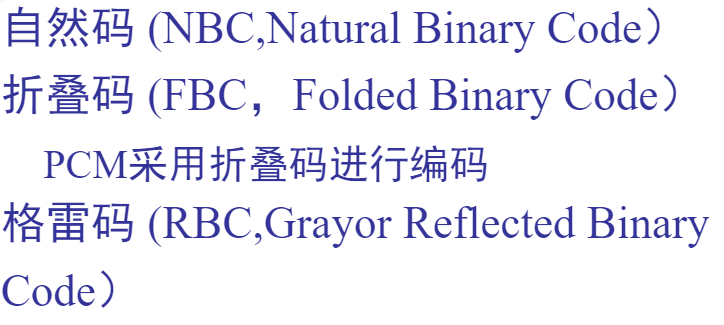 自然码 (NBC,Natural Binary Code）
折叠码 (FBC，Folded Binary Code）
PCM采用折叠码进行编码
格雷码 (RBC,Grayor Reflected Binary
Code）